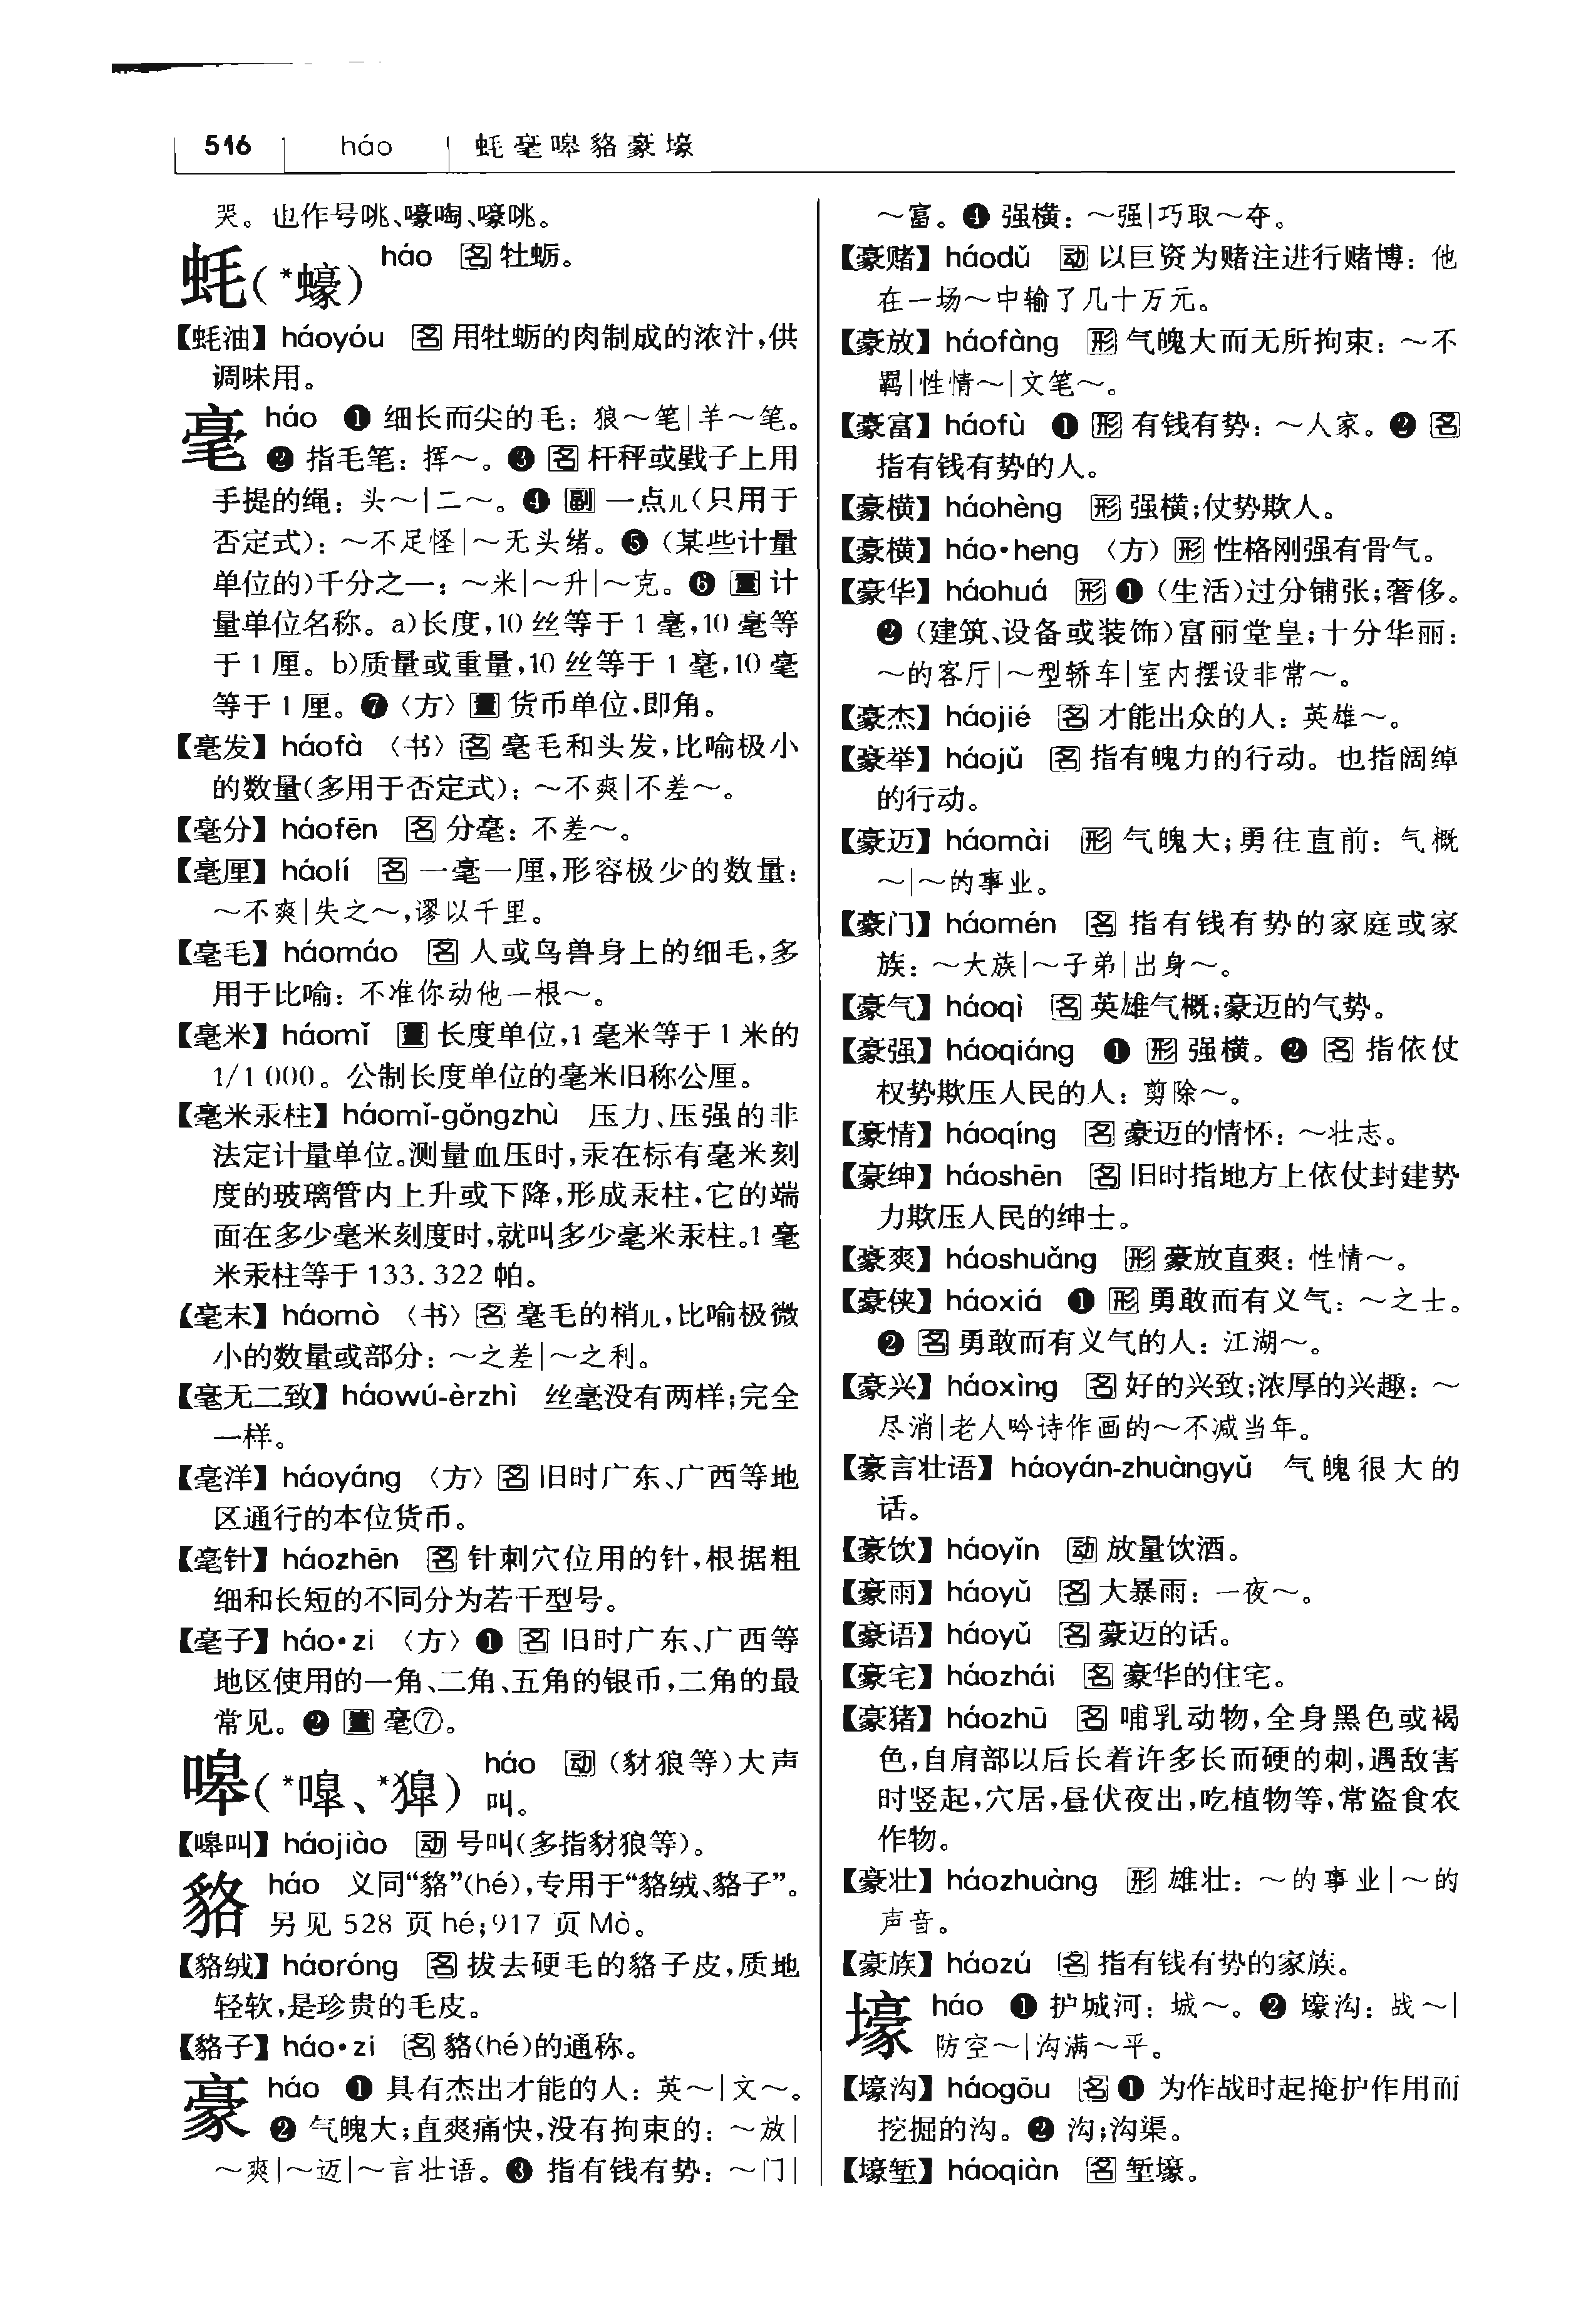 516 háo 蚝毫嗥貉豪壕
哭。也作号咷、嚎啕、嚎咷。
蚝(*蠔) háo 名 牡蛎。
【蚝油】háoyóu 名 用牡蛎的肉制成的浓汁,供
调味用。
毫 háo ❶ 细长而尖的毛：狼～笔|羊～笔。
❷ 指毛笔：挥～。❸ 名 杆秤或戥子上用
手提的绳：头～|二～。❹ 副 一点儿(只用于
否定式)：～不足怪|～无头绪。❺ (某些计量
单位的)千分之一：～米|～升|～克。❻ 量 计
量单位名称。a)长度,10 丝等于 1 毫,10 毫等
于 1 厘。b)质量或重量,10 丝等于 1 毫,10 毫
等于 1 厘。❼〈方〉量 货币单位,即角。
【毫发】háofà 〈书〉名 毫毛和头发,比喻极小
的数量(多用于否定式)：～不爽|不差～。
【毫分】háofēn 名 分毫：不差～。
【毫厘】háolí 名 一毫一厘,形容极少的数量：
～不爽|失之～,谬以千里。
【毫毛】háomáo 名 人或鸟兽身上的细毛,多
用于比喻：不准你动他一根～。
【毫米】háomǐ 量 长度单位,1 毫米等于 1 米的
1/1 000。公制长度单位的毫米旧称公厘。
【毫米汞柱】háomǐ-gǒngzhù 压力、压强的非
法定计量单位。测量血压时,汞在标有毫米刻
度的玻璃管内上升或下降,形成汞柱,它的端
面在多少毫米刻度时,就叫多少毫米汞柱。1 毫
米汞柱等于 133.322 帕。
【毫末】háomò 〈书〉名 毫毛的梢儿,比喻极微
小的数量或部分：～之差|～之利。
【毫无二致】háowú-èrzhì 丝毫没有两样;完全
一样。
【毫洋】háoyáng 〈方〉名 旧时广东、广西等地
区通行的本位货币。
【毫针】háozhēn 名 针刺穴位用的针,根据粗
细和长短的不同分为若干型号。
【毫子】háo•zi 〈方〉❶ 名 旧时广东、广西等
地区使用的一角、二角、五角的银币,二角的最
常见。❷ 量 毫⑦。
嗥(*嘷、*獋) háo 动 (豺狼等)大声
叫。
【嗥叫】háojiào 动 号叫(多指豺狼等)。
貉 háo 义同“貉”(hé),专用于“貉绒、貉子”。
另见 528 页 hé;917 页 Mò。
【貉绒】háoróng 名 拔去硬毛的貉子皮,质地
轻软,是珍贵的毛皮。
【貉子】háo•zi 名 貉(hé)的通称。
豪 háo ❶ 具有杰出才能的人：英～|文～。
❷ 气魄大;直爽痛快,没有拘束的：～放|
～爽|～迈|～言壮语。❸ 指有钱有势：～门|
～富。❹ 强横：～强|巧取～夺。
【豪赌】háodǔ 动 以巨资为赌注进行赌博：他
在一场～中输了几十万元。
【豪放】háofàng 形 气魄大而无所拘束：～不
羁|性情～|文笔～。
【豪富】háofù ❶ 形 有钱有势：～人家。❷ 名
指有钱有势的人。
【豪横】háohèng 形 强横;仗势欺人。
【豪横】háo•heng 〈方〉形 性格刚强有骨气。
【豪华】háohuá 形 ❶ (生活)过分铺张;奢侈。
❷ (建筑、设备或装饰)富丽堂皇;十分华丽：
～的客厅|～型轿车|室内摆设非常～。
【豪杰】háojié 名 才能出众的人：英雄～。
【豪举】háojǔ 名 指有魄力的行动。也指阔绰
的行动。
【豪迈】háomài 形 气魄大;勇往直前：气概
～|～的事业。
【豪门】háomén 名 指有钱有势的家庭或家
族：～大族|～子弟|出身～。
【豪气】háoqì 名 英雄气概;豪迈的气势。
【豪强】háoqiáng ❶ 形 强横。❷ 名 指依仗
权势欺压人民的人：剪除～。
【豪情】háoqíng 名 豪迈的情怀：～壮志。
【豪绅】háoshēn 名 旧时指地方上依仗封建势
力欺压人民的绅士。
【豪爽】háoshuǎng 形 豪放直爽：性情～。
【豪侠】háoxiá ❶ 形 勇敢而有义气：～之士。
❷ 名 勇敢而有义气的人：江湖～。
【豪兴】háoxìng 名 好的兴致;浓厚的兴趣：～
尽消|老人吟诗作画的～不减当年。
【豪言壮语】háoyán-zhuàngyǔ 气魄很大的
话。
【豪饮】háoyǐn 动 放量饮酒。
【豪雨】háoyǔ 名 大暴雨：一夜～。
【豪语】háoyǔ 名 豪迈的话。
【豪宅】háozhái 名 豪华的住宅。
【豪猪】háozhū 名 哺乳动物,全身黑色或褐
色,自肩部以后长着许多长而硬的刺,遇敌害
时竖起,穴居,昼伏夜出,吃植物等,常盗食农
作物。
【豪壮】háozhuàng 形 雄壮：～的事业|～的
声音。
【豪族】háozú 名 指有钱有势的家族。
壕 háo ❶ 护城河：城～。❷ 壕沟：战～|
防空～|沟满～平。
【壕沟】háogōu 名 ❶ 为作战时起掩护作用而
挖掘的沟。❷ 沟;沟渠。
【壕堑】háoqiàn 名 堑壕。